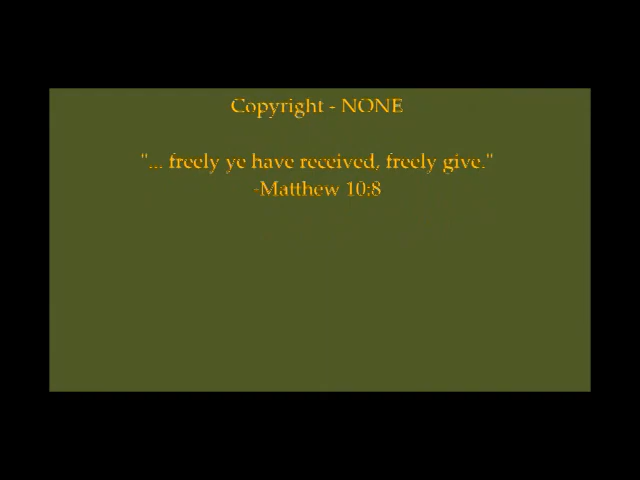 Copyright - NONE
"... freely ye have received, freely give."
-Matthew 10:8